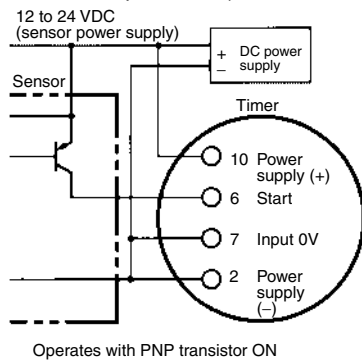 12 to 24 VDC
(sensor power supply)
+ DC power
− supply
Sensor
Timer
10 Power
supply (+)
6 Start
7 Input 0V
2 Power
supply
(−)
Operates with PNP transistor ON